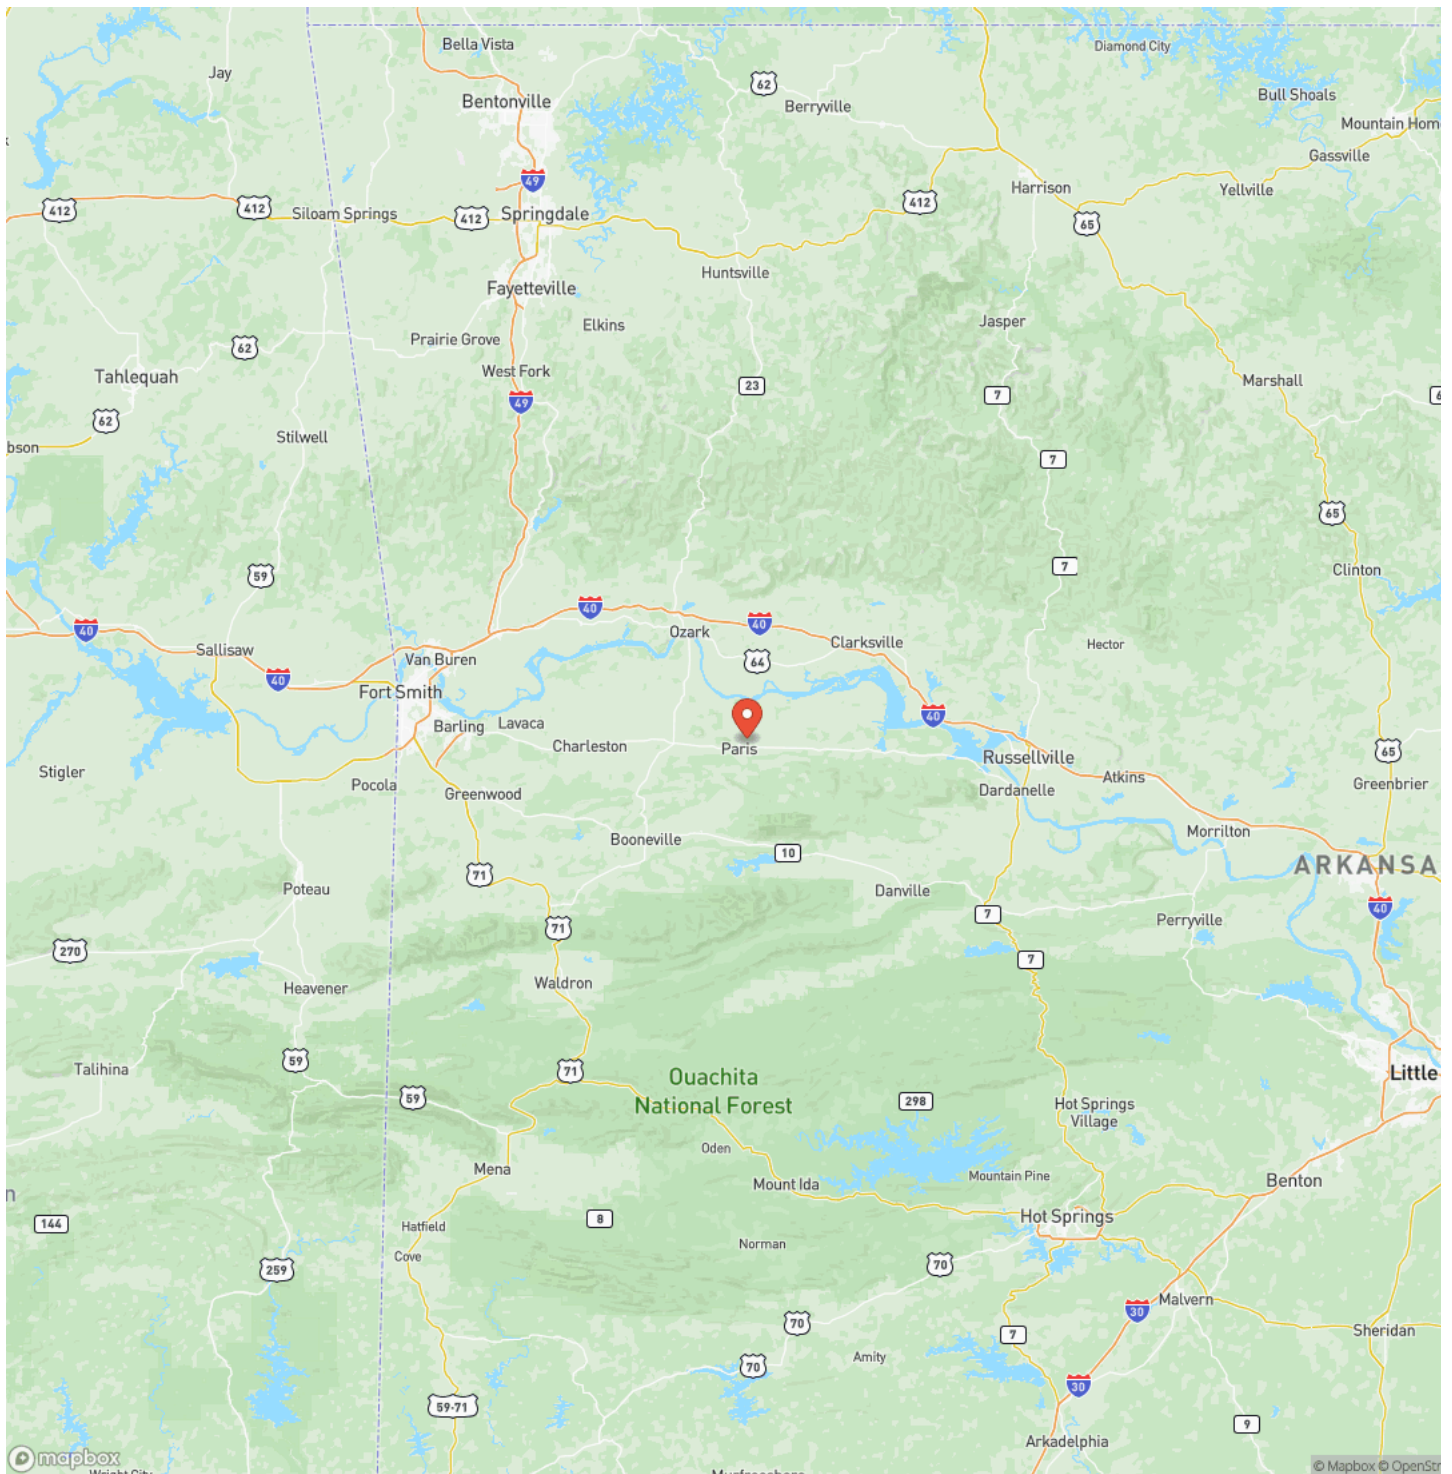 Bella Vista
Diamond City
Jay
62
Bull Shoals
Bentonville
Berryville
Mountain Hom
Gassville
49
Harrison
Yellville
412
412
Siloam Springs
412
Springdale
412
65
Huntsville
Fayetteville
Jasper
Elkins
Prairie Grove
62
Tahlequah
West Fork
23
Marshall
7
49
62
Stilwell
bson
7
65
59
7
Clinton
40
40
40
Ozark
Clarksville
Hector
Sallisaw
Van Buren
64
40
Fort Smith
40
Barling
Lavaca
Charleston
Paris
65
Russellville
Stigler
Pocola
Atkins
Greenbrier
Greenwood
Dardanelle
Morrilton
Booneville
10
ARKANSA
71
Poteau
Danville
40
7
Perryville
71
270
7
Waldron
Heavener
59
Talihina
71
Ouachita
National Forest
Little
59
298
Hot Springs
Village
Oden
Mena
Mount Ida
Mountain Pine
Benton
n
144
Hatfield
8
Hot Springs
Cove
Norman
259
70
Malvern
30
70
7
Sheridan
Amity
70
30
59-71
9
Arkadelphia
mapbox
© Mapbox © OpenStr